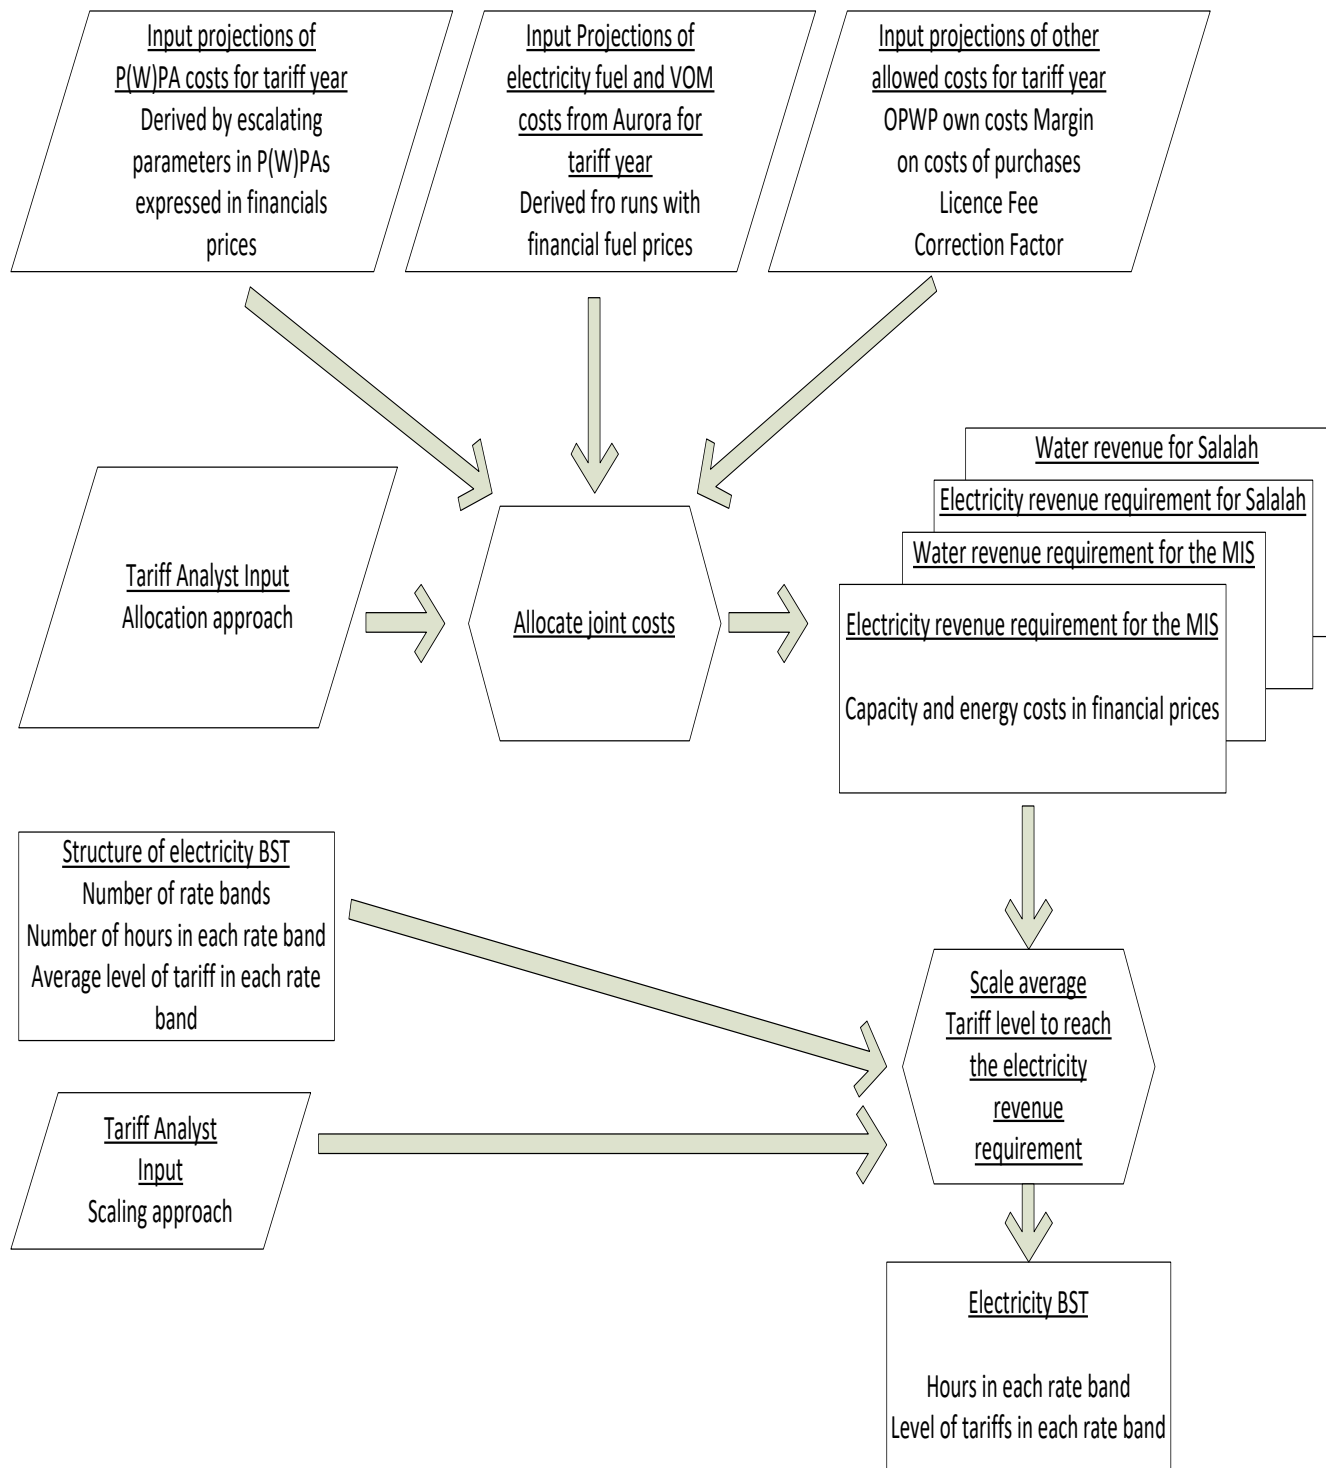 Input projections of
P(W)PA costs for tariff year
Derived by escalating
parameters in P(W)PAs
expressed in financials
prices
Input Projections of
electricity fuel and VOM
costs from Aurora for
tariff year
Derived fro runs with
financial fuel prices
Input projections of other
allowed costs for tariff year
OPWP own costs Margin
on costs of purchases
Licence Fee
Correction Factor
Tariff Analyst Input
Allocation approach
Allocate joint costs
Water revenue for Salalah
Electricity revenue requirement for Salalah
Water revenue requirement for the MIS
Electricity revenue requirement for the MIS
Capacity and energy costs in financial prices
Structure of electricity BST
Number of rate bands
Number of hours in each rate band
Average level of tariff in each rate
band
Tariff Analyst
Input
Scaling approach
Scale average
Tariff level to reach
the electricity
revenue
requirement
Electricity BST
Hours in each rate band
Level of tariffs in each rate band